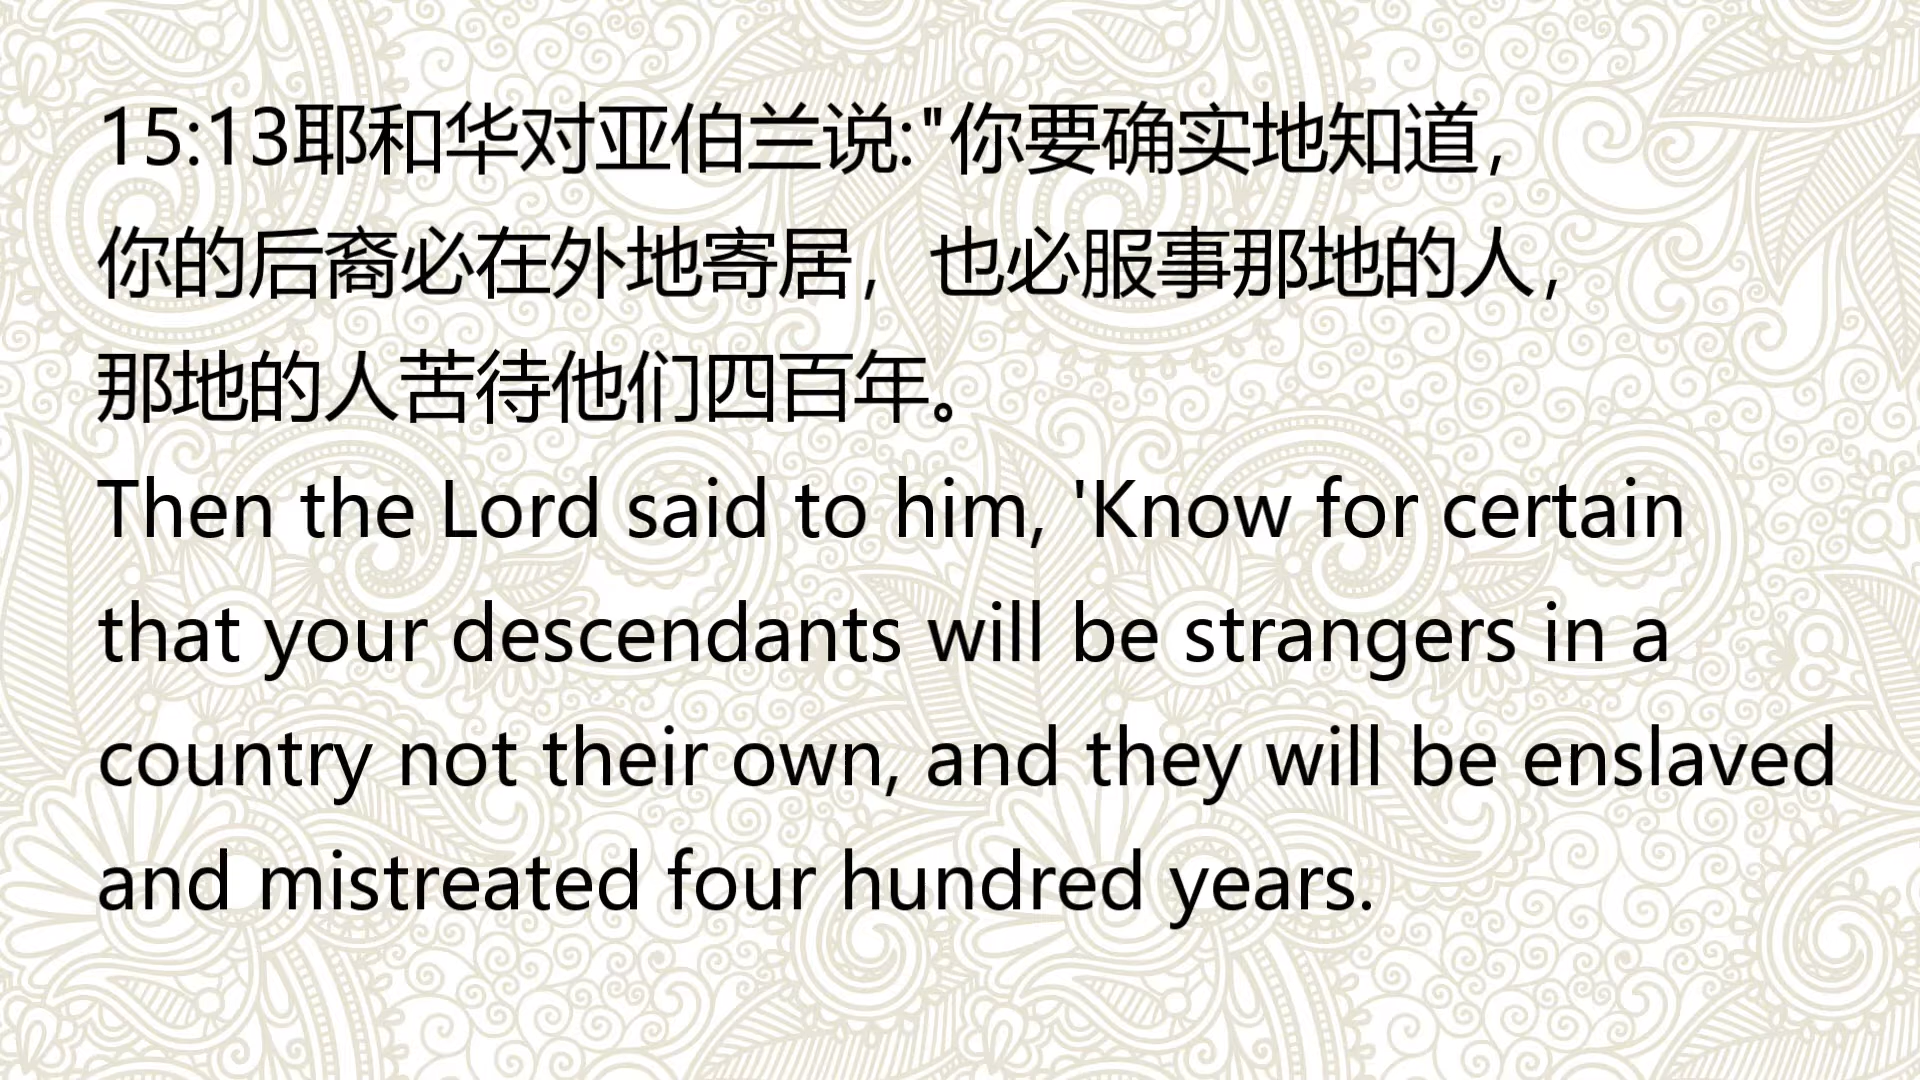 15:13耶和华对亚伯兰说:"你要确实地知道，
你的后裔必在外地寄居，也必服事那地的人，
那地的人苦待他们四百年。
Then the Lord said to him, 'Know for certain
that your descendants will be strangers in a
country not their own, and they will be enslaved
and mistreated four hundred years.